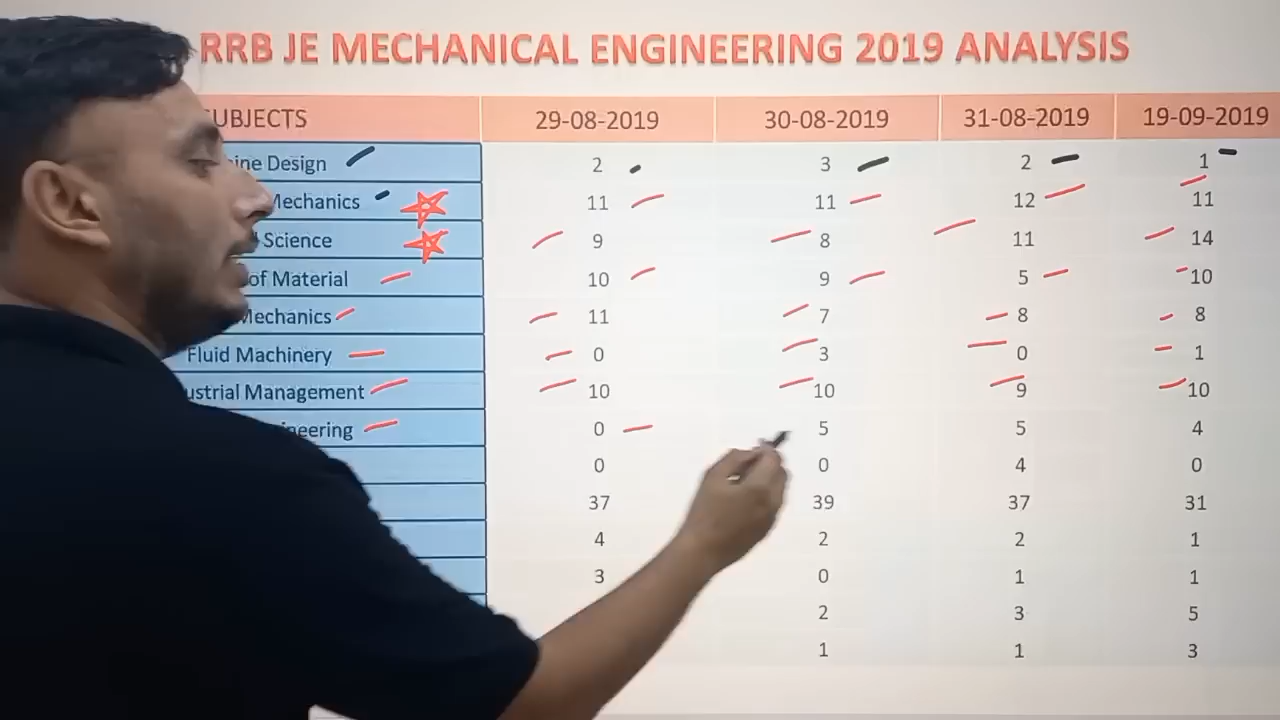 RRB JE MECHANICAL ENGINEERING 2019 ANALYSIS
29-08-2019 30-08-2019 31-08-2019 19-09-2019
Design 2 3 2 1
Mechanics 11 11 12 11
Science 9 8 11 14
of Material 10 9 5 10
Mechanics 11 7 8 8
Fluid Machinery 0 3 0 1
Management 10 10 9 10
0 5 5 4
0 0 4 0
37 39 37 31
4 2 2 1
3 0 1 1
2 3 5
1 1 3